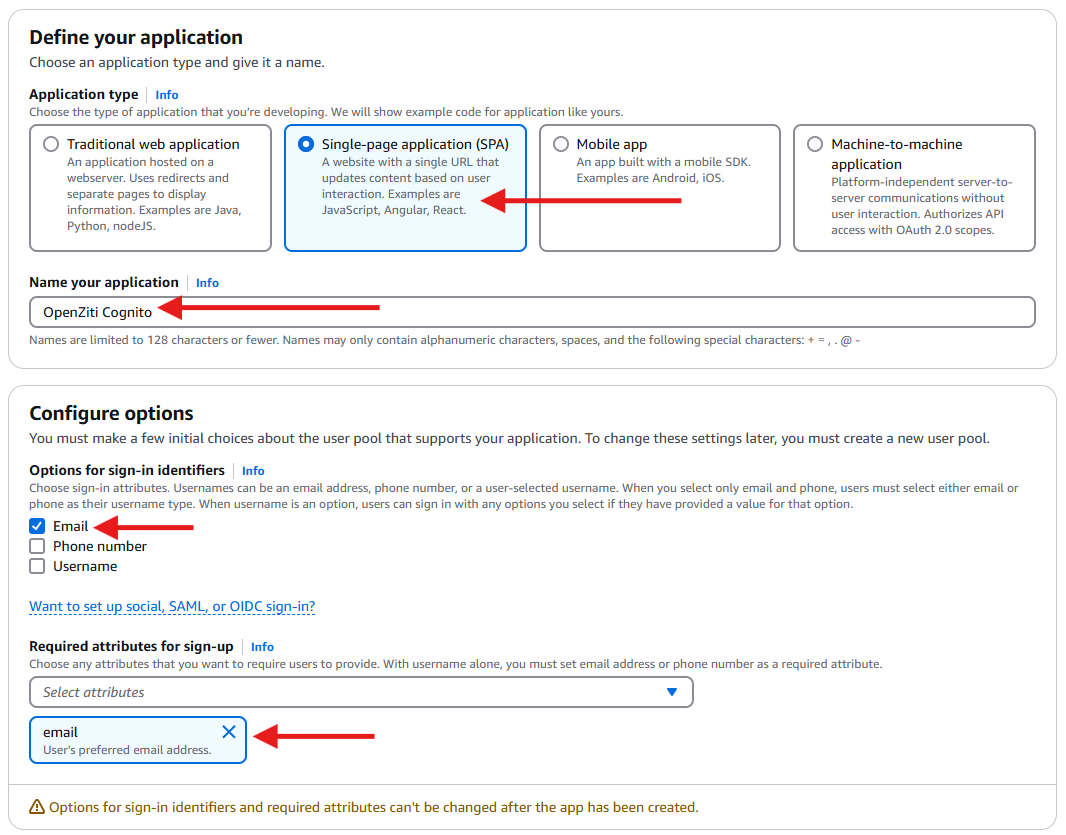 Define your application
Choose an application type and give it a name.
Application type Info
Choose the type of application that you're developing. We will show example code for application like yours.
Traditional web application
An application hosted on a
webserver. Uses redirects and
separate pages to display
information. Examples are Java,
Python, nodeJS.
Single-page application (SPA)
A website with a single URL that
updates content based on user
interaction. Examples are
JavaScript, Angular, React.
Mobile app
An app built with a mobile SDK.
Examples are Android, iOS.
Machine-to-machine
application
Platform-independent server-to-
server communications without
user interaction. Authorizes API
access with OAuth 2.0 scopes.
Name your application Info
OpenZiti Cognito
Names are limited to 128 characters or fewer. Names may only contain alphanumeric characters, spaces, and the following special characters: + = , . @ -
Configure options
You must make a few initial choices about the user pool that supports your application. To change these settings later, you must create a new user pool.
Options for sign-in identifiers Info
Choose sign-in attributes. Usernames can be an email address, phone number, or a user-selected username. When you select only email and phone, users must select either email or
phone as their username type. When username is an option, users can sign in with any options you select if they have provided a value for that option.
Email
Phone number
Username
Want to set up social, SAML, or OIDC sign-in?
Required attributes for sign-up Info
Choose any attributes that you want to require users to provide. With username alone, you must set email address or phone number as a required attribute.
Select attributes
email
User's preferred email address.
Options for sign-in identifiers and required attributes can't be changed after the app has been created.